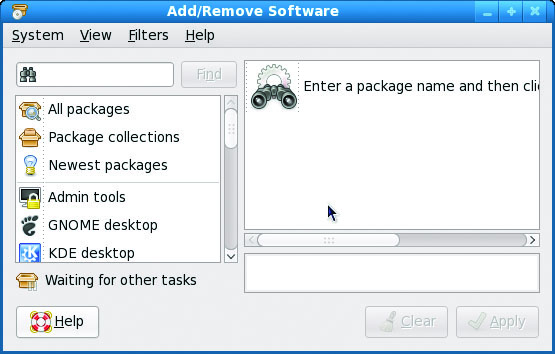 Add/Remove Software
System View Filters Help
Find
Enter a package name and then clic
All packages
Package collections
Newest packages
Admin tools
GNOME desktop
KDE desktop
Waiting for other tasks
Help
Clear
Apply